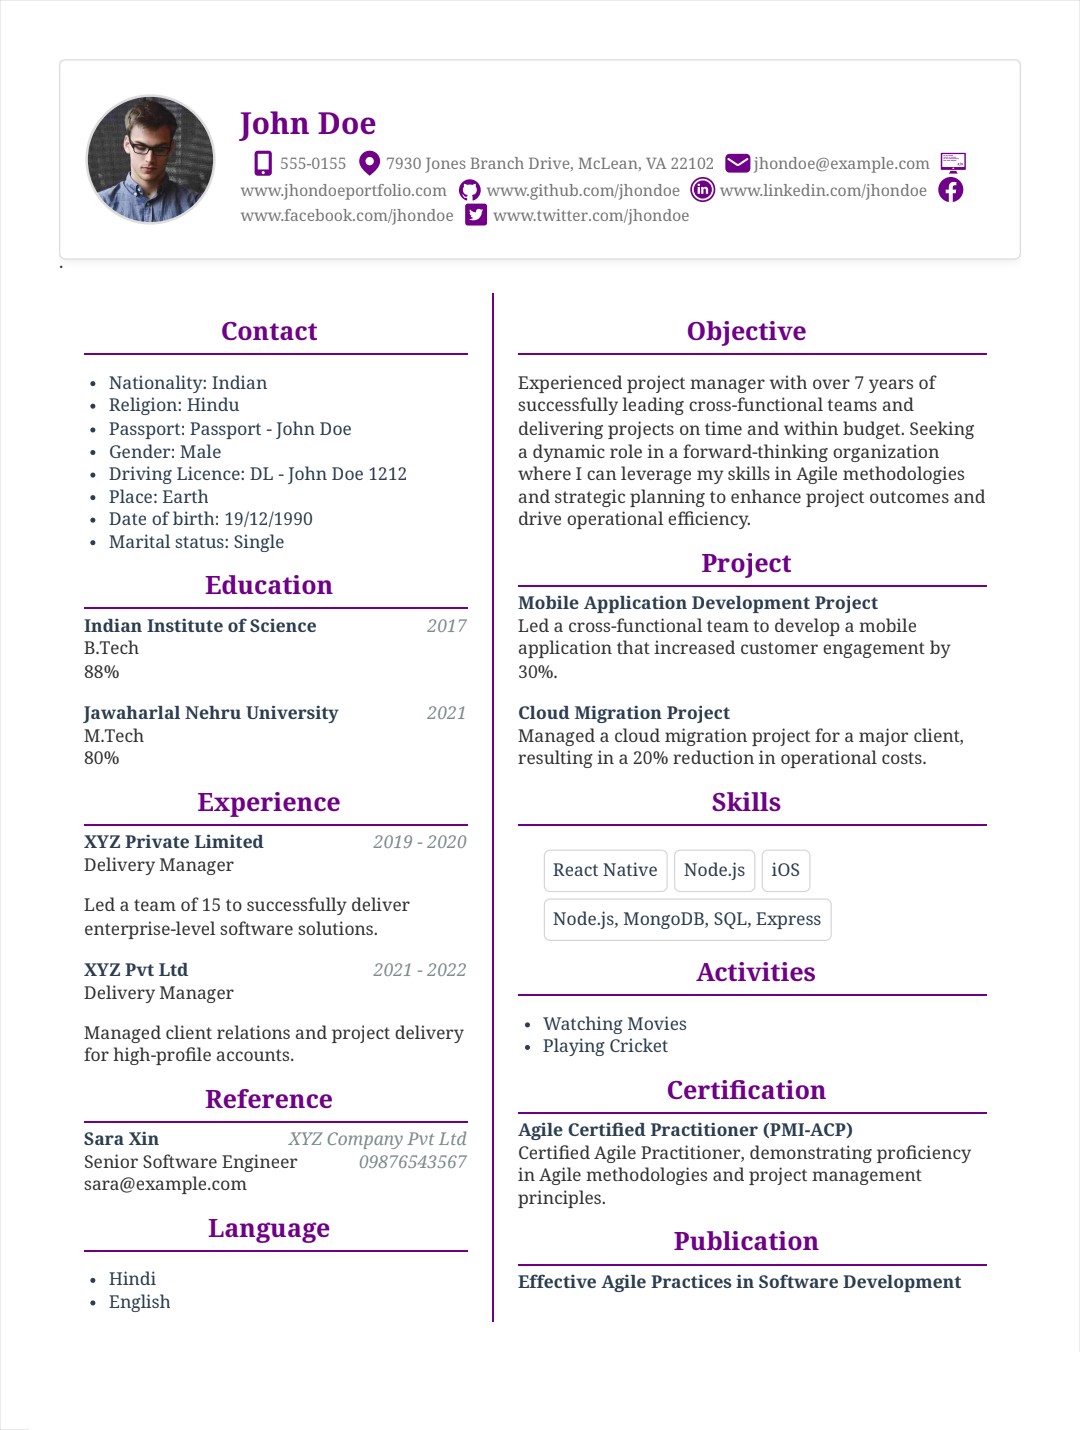 John Doe
555-0155 7930 Jones Branch Drive, McLean, VA 22102 jhondoe@example.com
www.jhondoeportfolio.com www.github.com/jhondoe www.linkedin.com/jhondoe
www.facebook.com/jhondoe www.twitter.com/jhondoe
.
Contact
• Nationality: Indian
• Religion: Hindu
• Passport: Passport - John Doe
• Gender: Male
• Driving Licence: DL - John Doe 1212
• Place: Earth
• Date of birth: 19/12/1990
• Marital status: Single
Education
Indian Institute of Science 2017
B.Tech
88%
Jawaharlal Nehru University 2021
M.Tech
80%
Experience
XYZ Private Limited 2019 - 2020
Delivery Manager
Led a team of 15 to successfully deliver
enterprise-level software solutions.
XYZ Pvt Ltd 2021 - 2022
Delivery Manager
Managed client relations and project delivery
for high-profile accounts.
Reference
Sara Xin XYZ Company Pvt Ltd
Senior Software Engineer 09876543567
sara@example.com
Language
• Hindi
• English
Objective
Experienced project manager with over 7 years of
successfully leading cross-functional teams and
delivering projects on time and within budget. Seeking
a dynamic role in a forward-thinking organization
where I can leverage my skills in Agile methodologies
and strategic planning to enhance project outcomes and
drive operational efficiency.
Project
Mobile Application Development Project
Led a cross-functional team to develop a mobile
application that increased customer engagement by
30%.
Cloud Migration Project
Managed a cloud migration project for a major client,
resulting in a 20% reduction in operational costs.
Skills
React Native Node.js iOS
Node.js, MongoDB, SQL, Express
Activities
• Watching Movies
• Playing Cricket
Certification
Agile Certified Practitioner (PMI-ACP)
Certified Agile Practitioner, demonstrating proficiency
in Agile methodologies and project management
principles.
Publication
Effective Agile Practices in Software Development